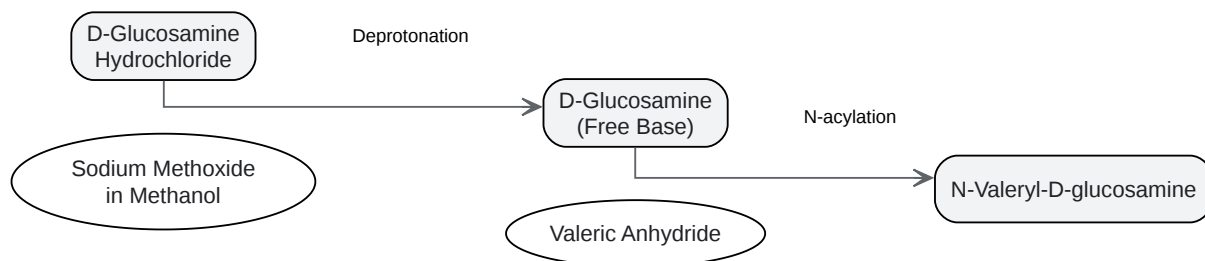 D-Glucosamine
Hydrochloride
Deprotonation
Sodium Methoxide
in Methanol
D-Glucosamine
(Free Base)
N-acylation
Valeric Anhydride
N-Valeryl-D-glucosamine